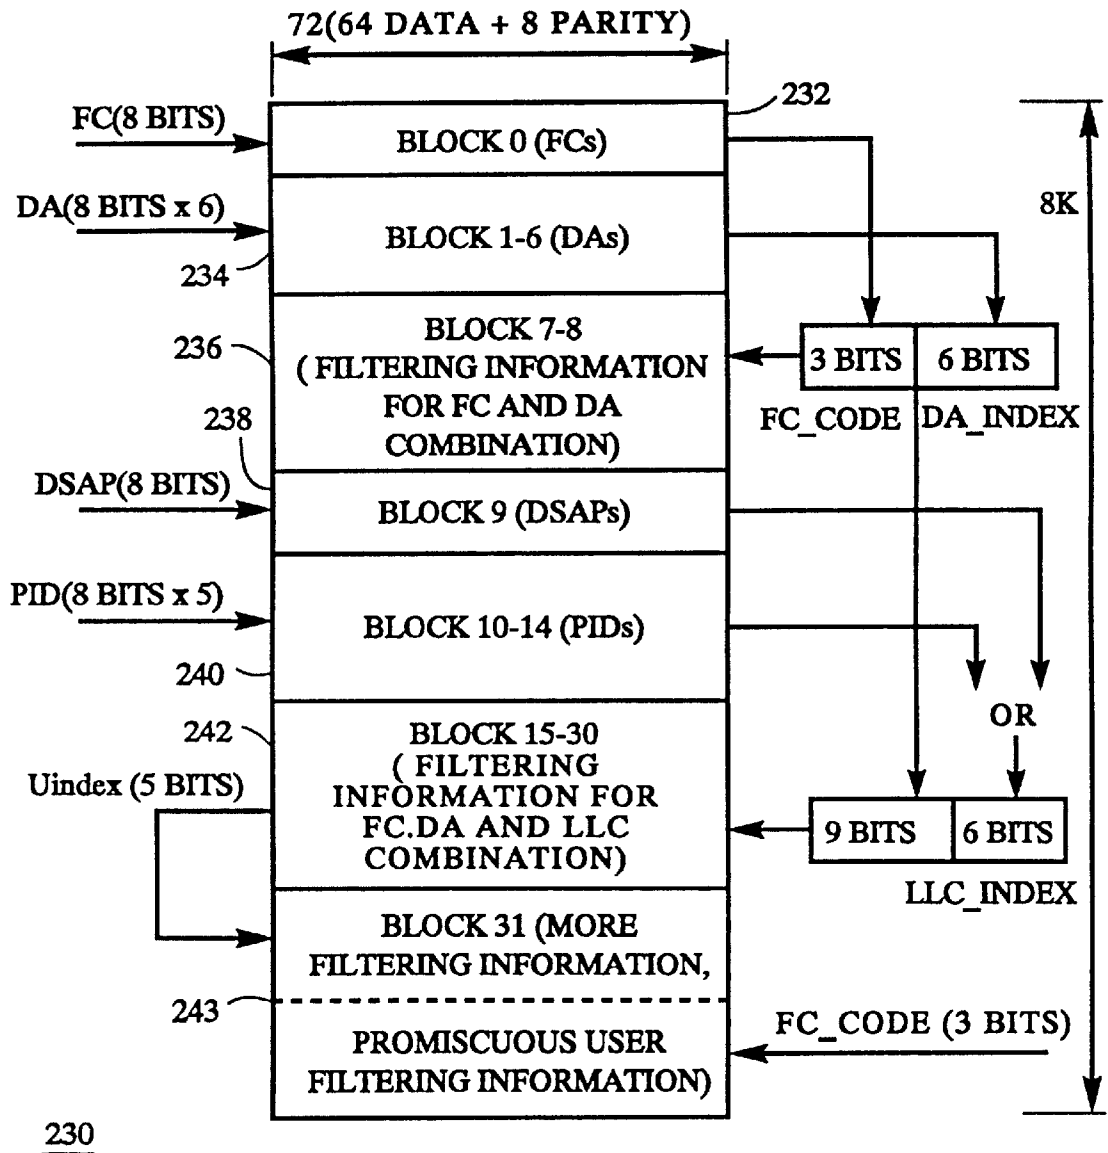 72(64 DATA + 8 PARITY)
232
FC(8 BITS)
BLOCK 0 (FCs)
8K
DA(8 BITS x 6)
BLOCK 1-6 (DAs)
234
BLOCK 7-8
( FILTERING INFORMATION
FOR FC AND DA
COMBINATION)
236
3 BITS
6 BITS
FC_CODE
DA_INDEX
238
DSAP(8 BITS)
BLOCK 9 (DSAPs)
PID(8 BITS x 5)
BLOCK 10-14 (PIDs)
240
OR
242
BLOCK 15-30
( FILTERING
INFORMATION FOR
FC.DA AND LLC
COMBINATION)
Uindex (5 BITS)
9 BITS
6 BITS
LLC_INDEX
BLOCK 31 (MORE
FILTERING INFORMATION,
243
PROMISCUOUS USER
FILTERING INFORMATION)
FC_CODE (3 BITS)
230